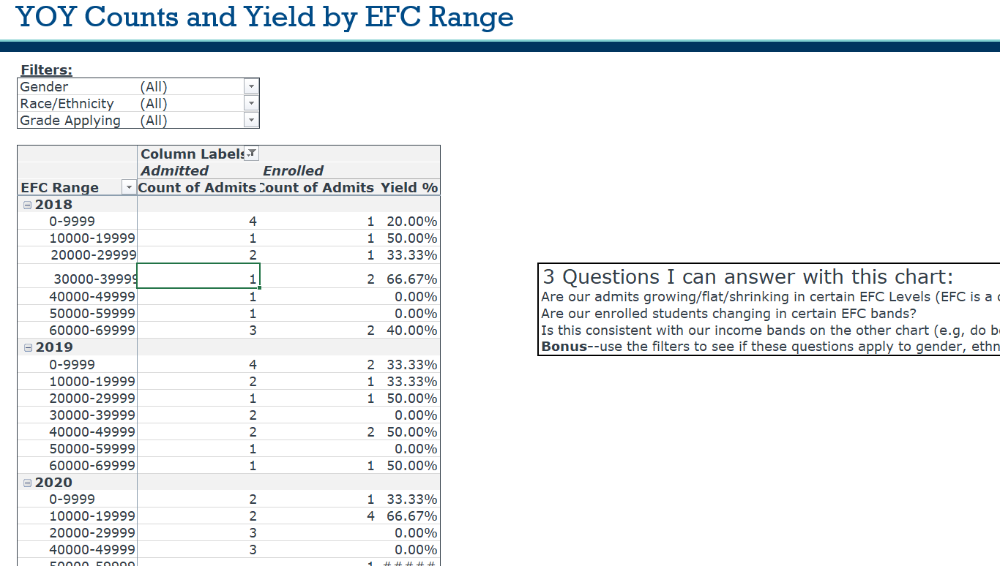 YOY Counts and Yield by EFC Range
Filters:
Gender (All)
Race/Ethnicity (All)
Grade Applying (All)
Column Labels
Admitted Enrolled
EFC Range Count of Admits Count of Admits Yield %
2018
0-9999 4 1 20.00%
10000-19999 1 1 50.00%
20000-29999 2 1 33.33%
30000-39999 1 2 66.67%
40000-49999 1 0.00%
50000-59999 1 0.00%
60000-69999 3 2 40.00%
2019
0-9999 4 2 33.33%
10000-19999 2 1 33.33%
20000-29999 1 1 50.00%
30000-39999 2 0.00%
40000-49999 2 2 50.00%
50000-59999 1 0.00%
60000-69999 1 1 50.00%
2020
0-9999 2 1 33.33%
10000-19999 2 4 66.67%
20000-29999 3 0.00%
40000-49999 3 0.00%
50000-59999 1 #####
3 Questions I can answer with this chart:
Are our admits growing/flat/shrinking in certain EFC Levels (EFC is a
Are our enrolled students changing in certain EFC bands?
Is this consistent with our income bands on the other chart (e.g, do
Bonus--use the filters to see if these questions apply to gender, ethn